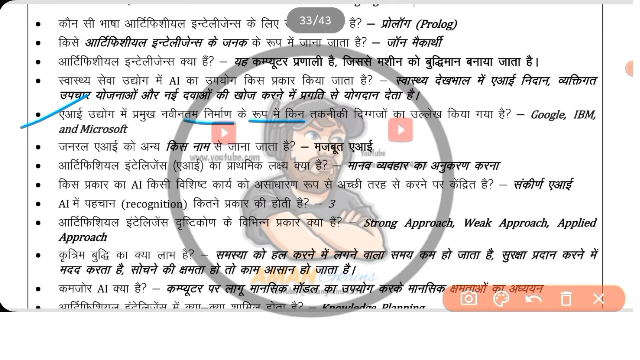 कौन सी भाषा आर्टिफिशीयल इन्टेलीजेन्स के लिए है? – प्रोलॉग (Prolog)
33/43
किसे आर्टिफिशीयल इन्टेलीजेन्स के जनक के रूप में जाना जाता है? – जॉन मैकार्थी
आर्टिफिशीयल इन्टेलीजेन्स क्या हैं? – यह कम्प्यूटर प्रणाली है, जिससे मशीन को बुद्धिमान बनाया जाता है।
स्वास्थ्य सेवा उद्योग में AI का उपयोग किस प्रकार किया जाता है? – स्वास्थ्य देखभाल में एआई निदान, व्यक्तिगत
उपचार योजनाओं और नई दवाओं की खोज करने में प्रगति से योगदान देता है।
एआई उद्योग में प्रमुख नवीनतम निर्माण के रूप में किन तकनीकी दिग्गजों का उल्लेख किया गया है? – Google, IBM,
and Microsoft
जनरल एआई को अन्य किस नाम से जाना जाता है? – मजबूत एआई
आर्टिफिशियल इंटेलिजेंस (एआई) का प्राथमिक लक्ष्य क्या है? – मानव व्यवहार का अनुकरण करना
किस प्रकार का AI किसी विशिष्ट कार्य को असाधारण रूप से अच्छी तरह से करने पर केंद्रित है? – संकीर्ण एआई
AI में पहचान (recognition) कितने प्रकार की होती है? 3
आर्टिफिशियल इंटेलिजेंस दृष्टिकोण के विभिन्न प्रकार क्या हैं? Strong Approach, Weak Approach, Applied
Approach
कृत्रिम बुद्धि का क्या लाभ है? – समस्या को हल करने में लगने वाला समय कम हो जाता है, सुरक्षा प्रदान करने में
मदद करता है, सोचने की क्षमता हो तो काम आसान हो जाता है।
कमजोर AI क्या है? – कम्प्यूटर पर लागू मानसिक मॉडल का उपयोग करके मानसिक क्षमताओं का अध्ययन